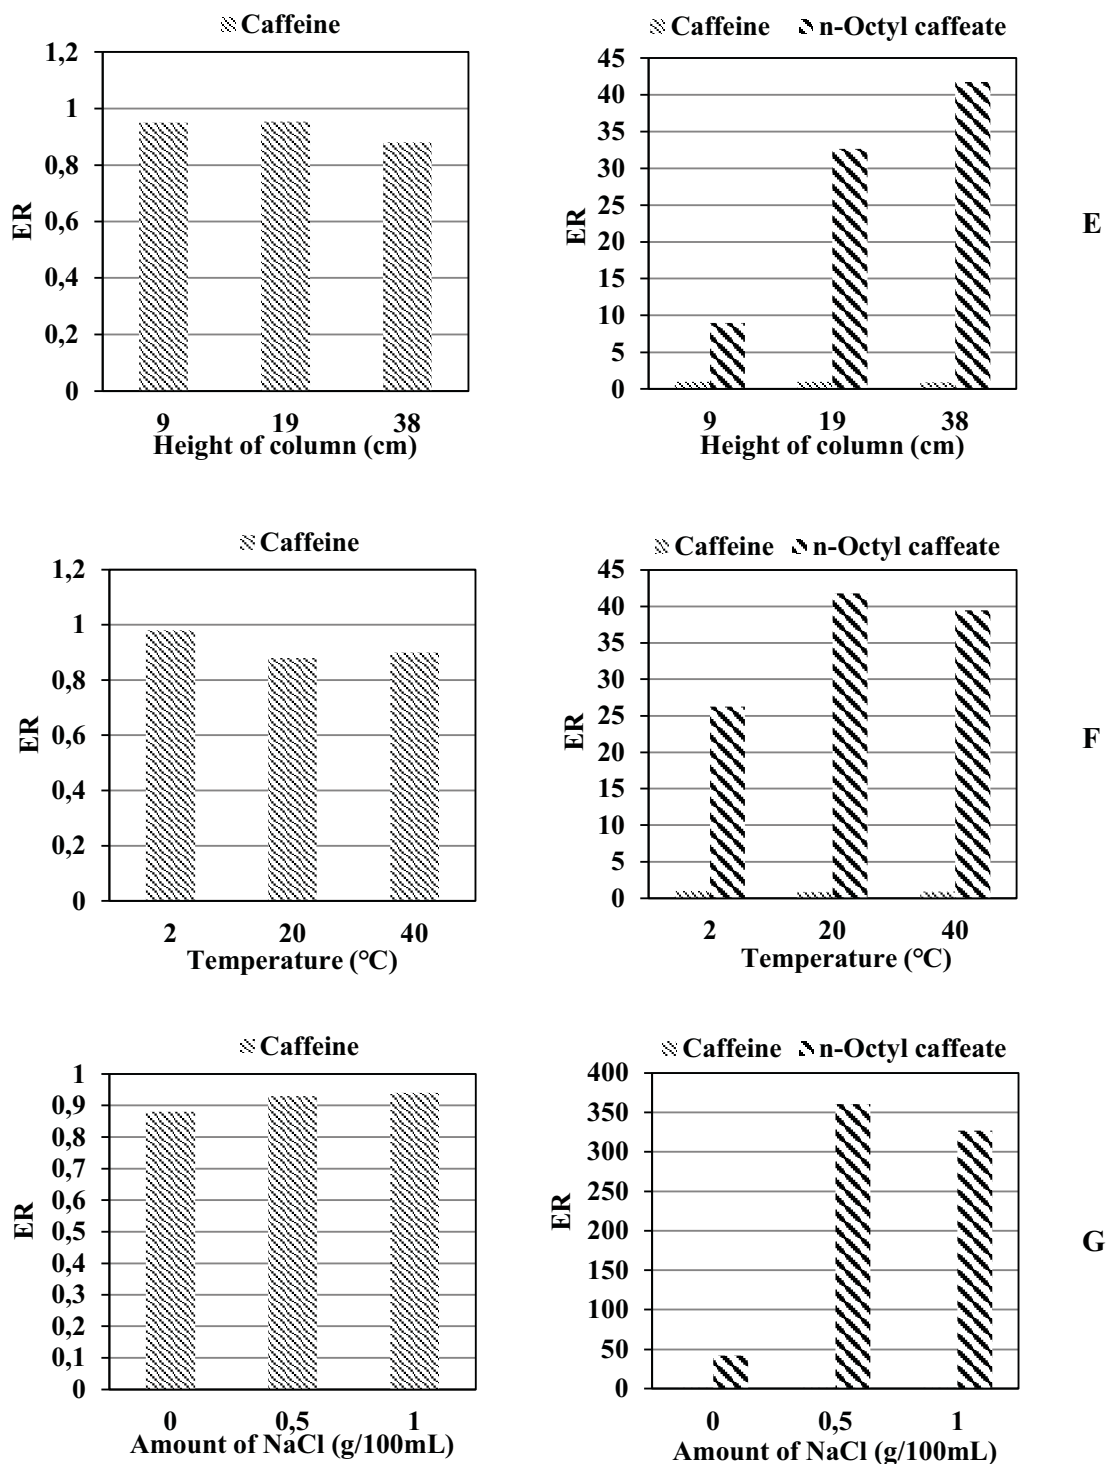 Caffeine
1,2
1
0,8
0,6
0,4
0,2
0
ER
9 19 38
Height of column (cm)
Caffeine n-Octyl caffeate
45
40
35
30
25
20
15
10
5
0
ER
9 19 38
Height of column (cm)
E
Caffeine
1,2
1
0,8
0,6
0,4
0,2
0
ER
2 20 40
Temperature (°C)
Caffeine n-Octyl caffeate
45
40
35
30
25
20
15
10
5
0
ER
2 20 40
Temperature (°C)
F
Caffeine
1
0,9
0,8
0,7
0,6
0,5
0,4
0,3
0,2
0,1
0
ER
0 0,5 1
Amount of NaCl (g/100mL)
Caffeine n-Octyl caffeate
400
350
300
250
200
150
100
50
0
ER
0 0,5 1
Amount of NaCl (g/100mL)
G